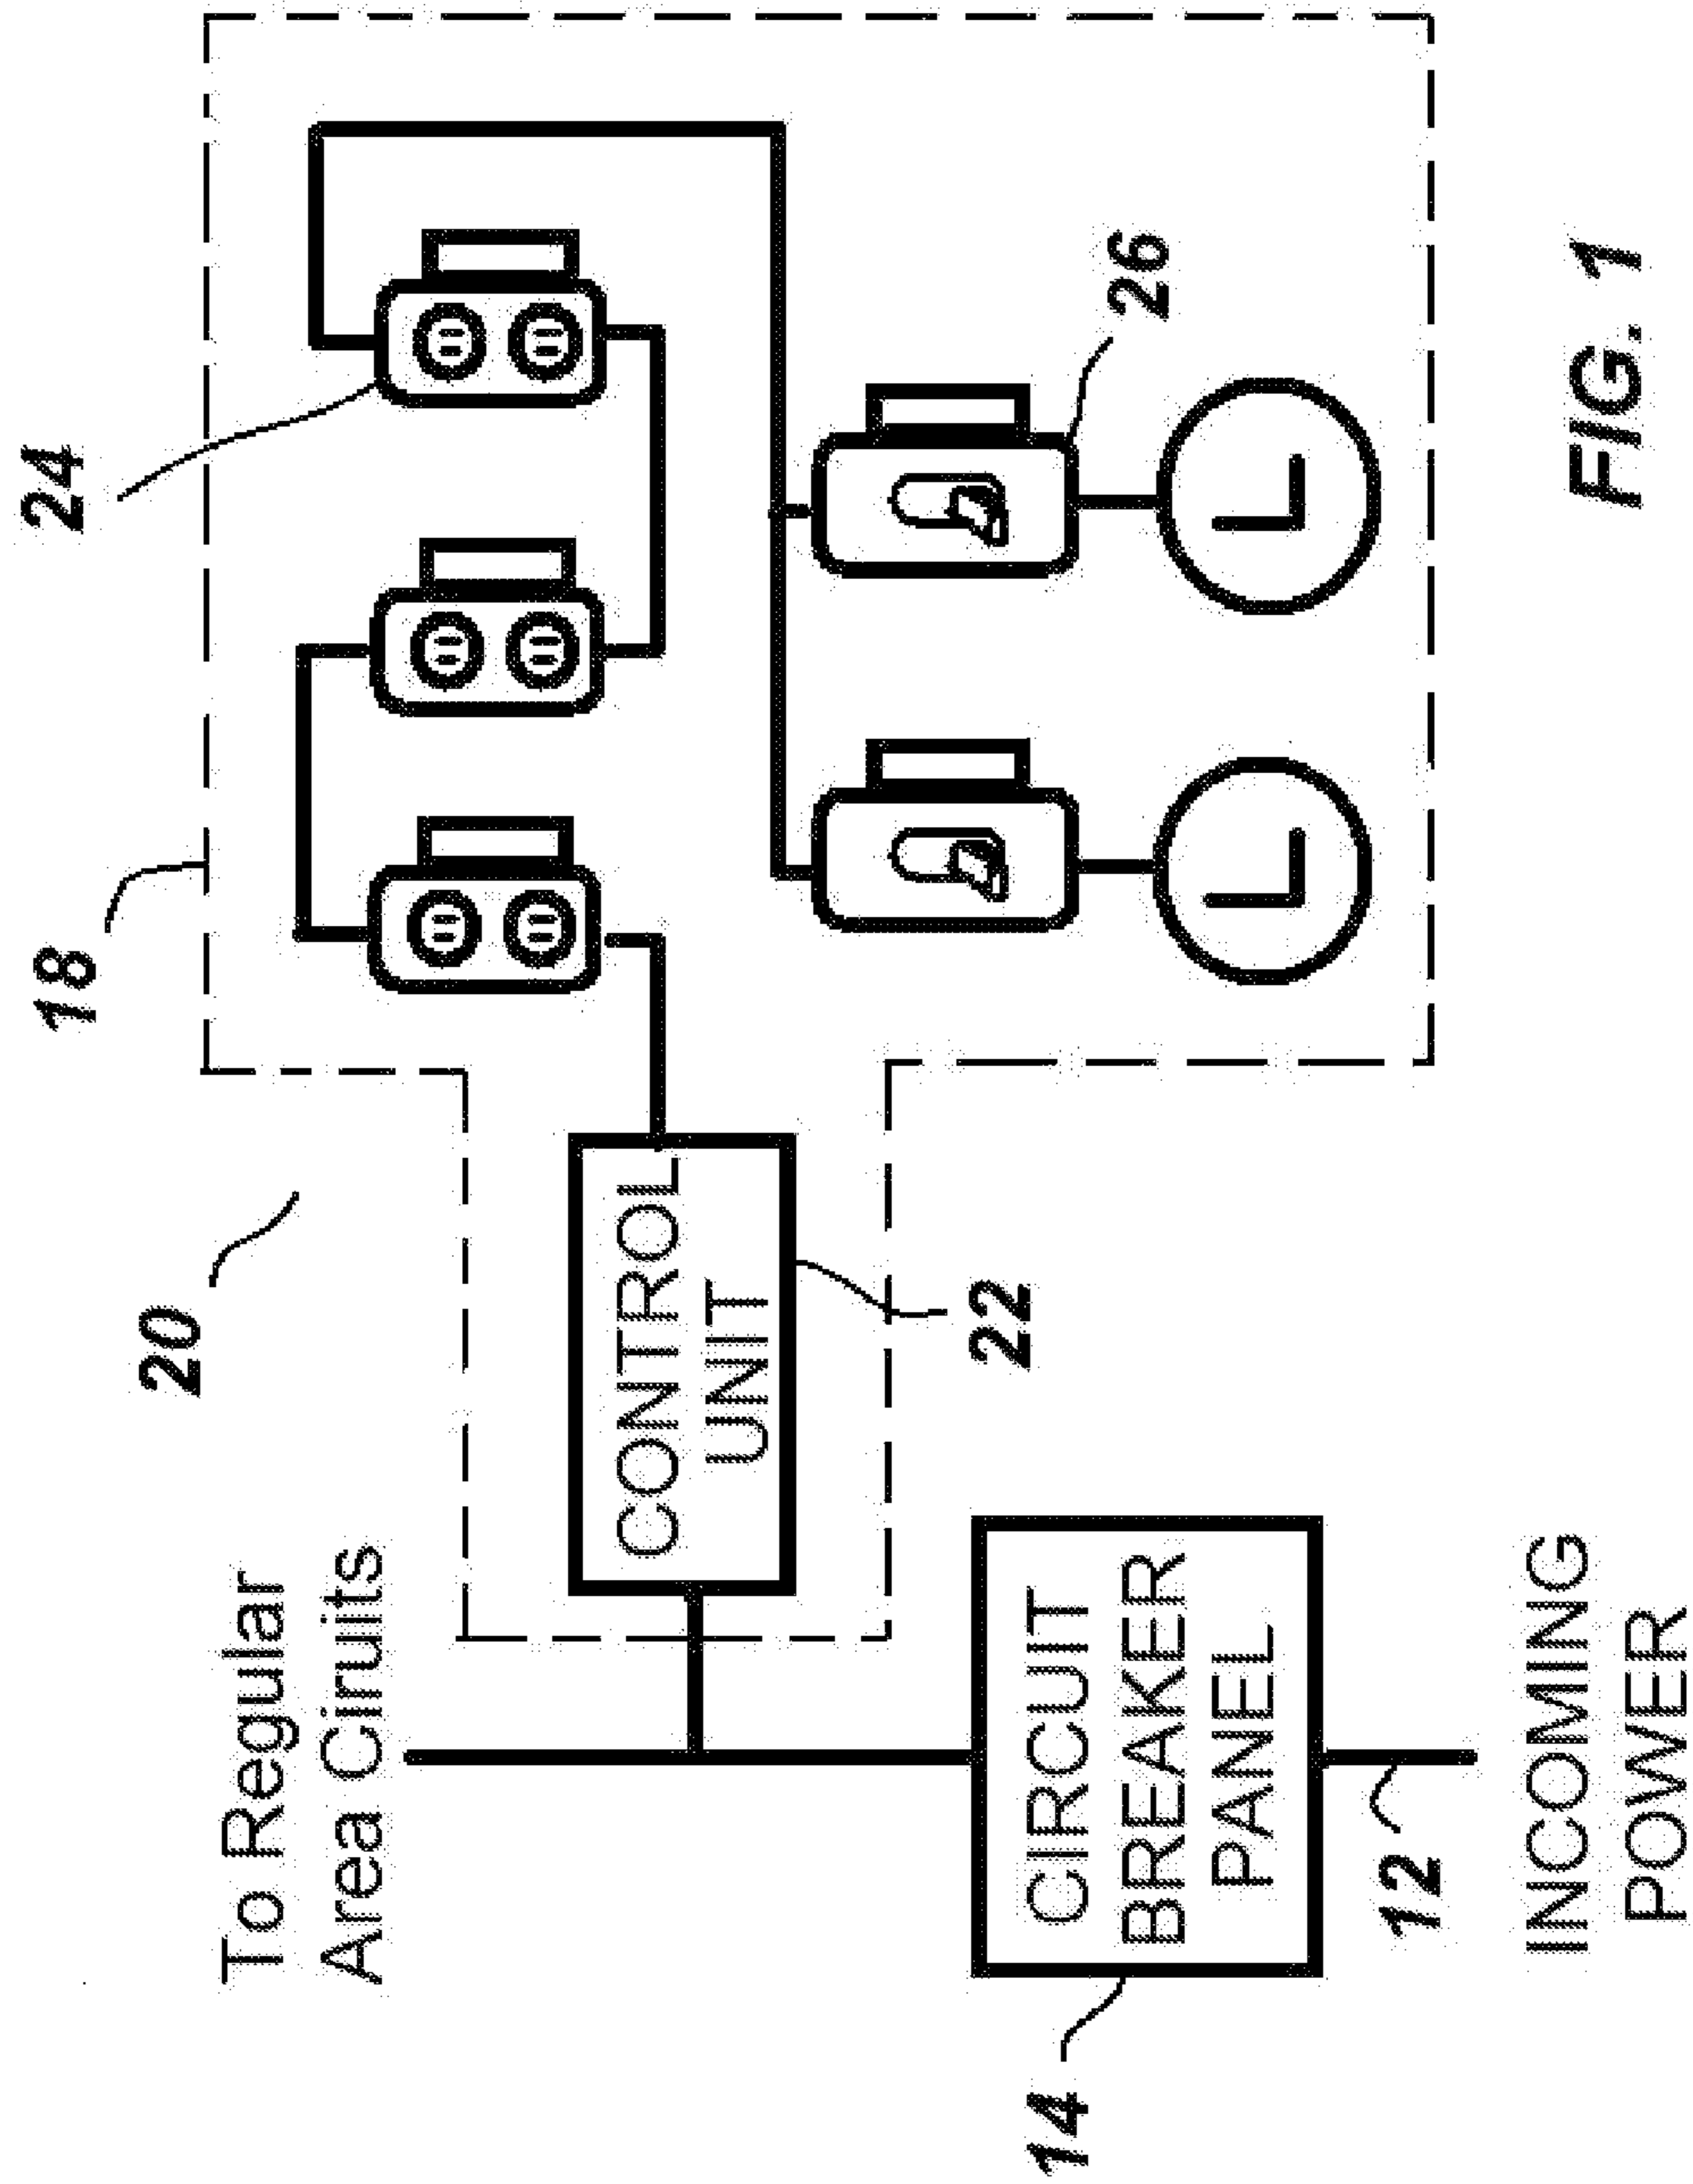 To Regular
Area Ciruits
20
18
24
CONTROL
UNIT
22
26
L
L
14
CIRCUIT
BREAKER
PANEL
12
INCOMING
POWER
FIG. 1